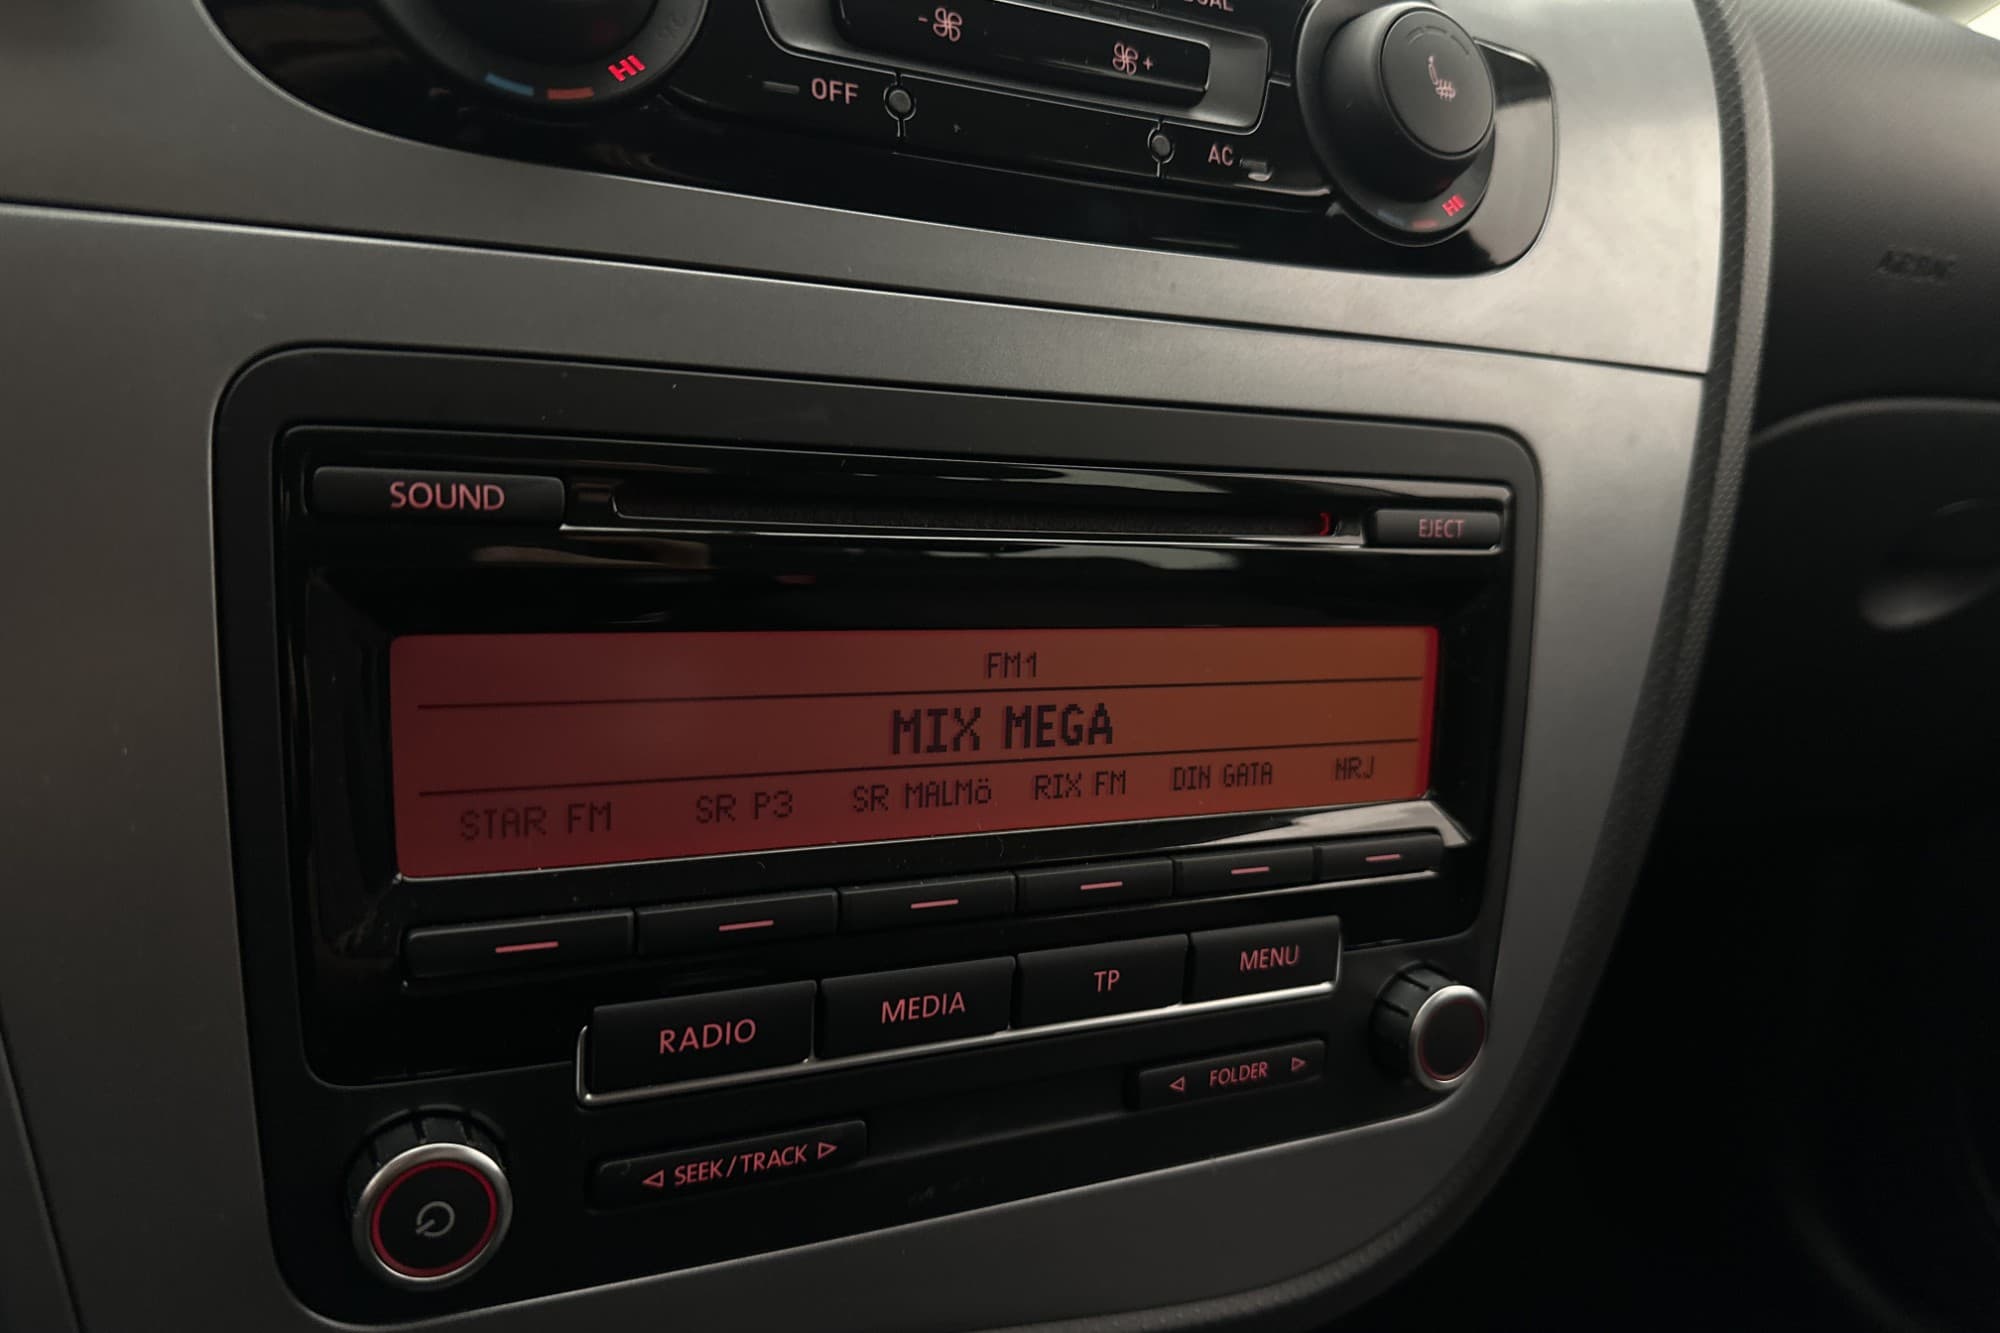 HI
OFF
AC
HI
SOUND
EJECT
FM1
MIX MEGA
STAR FM SR P3 SR MALMö RIX FM DIN GATA NRJ
RADIO MEDIA TP MENU
FOLDER
SEEK/TRACK